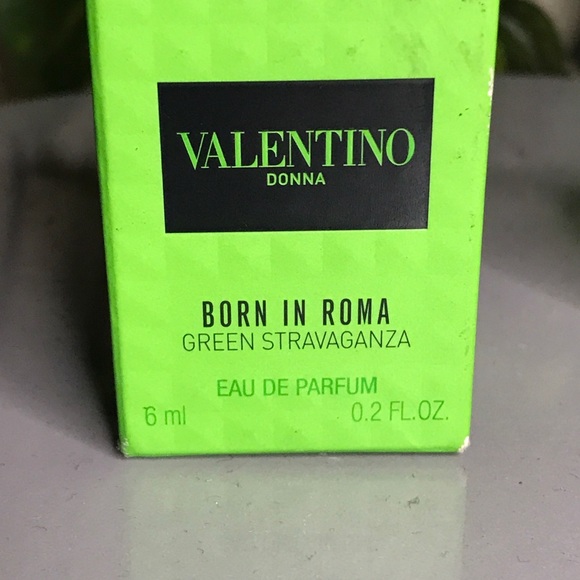 VALENTINO
DONNA
BORN IN ROMA
GREEN STRAVAGANZA
EAU DE PARFUM
6 ml 0.2 FL.OZ.